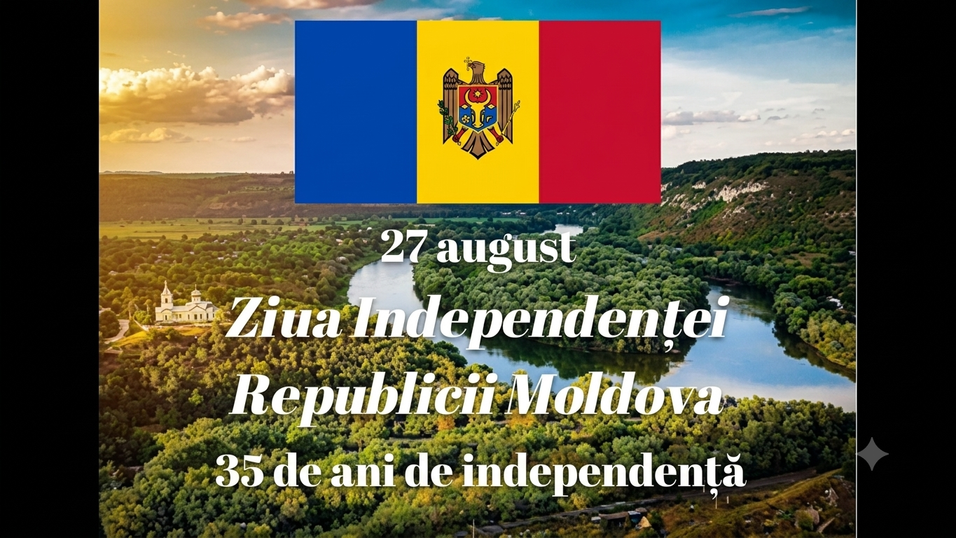 27 august
Ziua Independenței
Republicii Moldova
35 de ani de independență